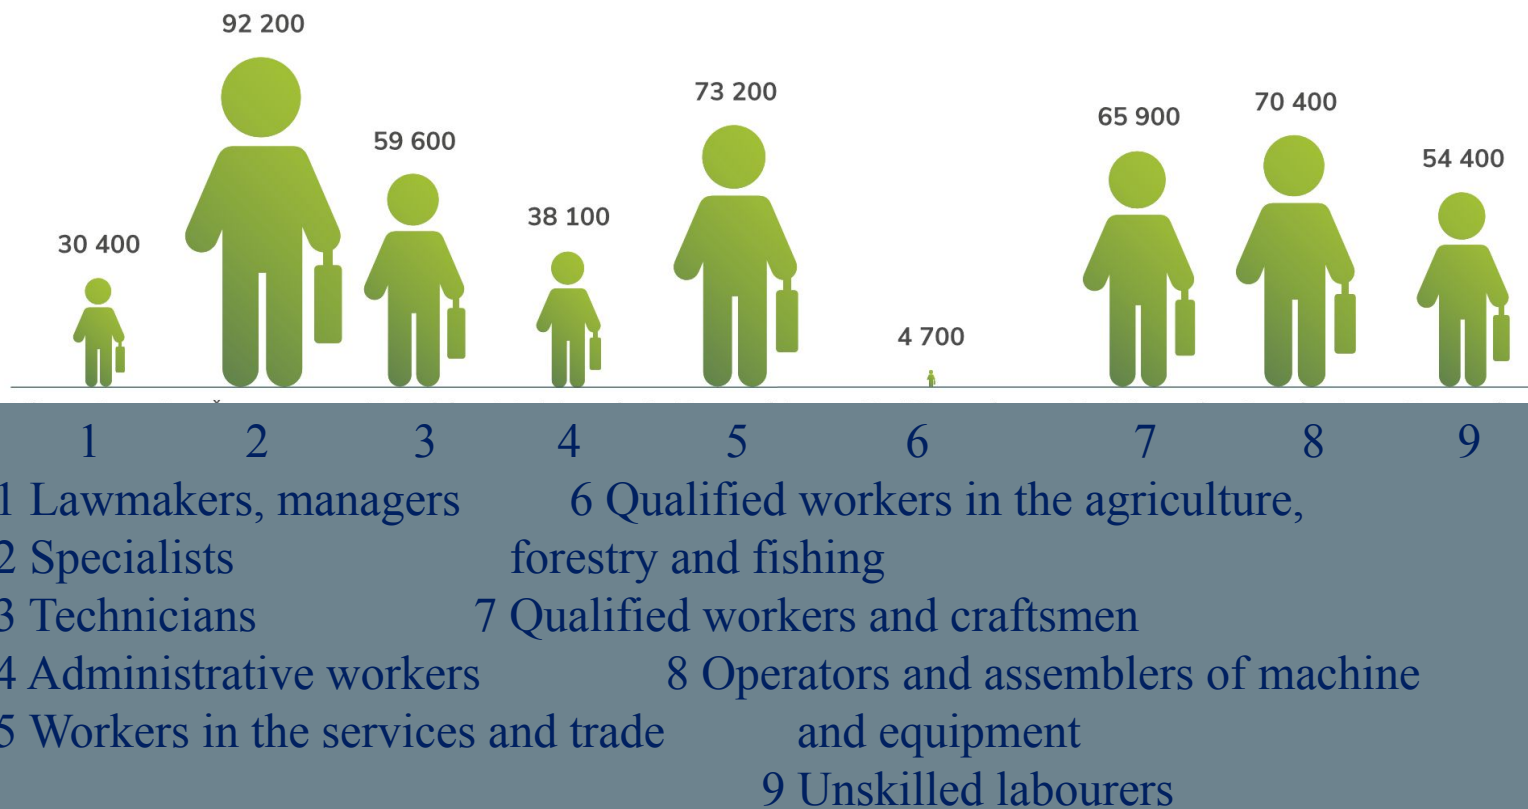 92 200
73 200
70 400
65 900
59 600
54 400
38 100
30 400
4 700
1 2 3 4 5 6 7 8 9
1 Lawmakers, managers 6 Qualified workers in the agriculture,
2 Specialists forestry and fishing
3 Technicians 7 Qualified workers and craftsmen
4 Administrative workers 8 Operators and assemblers of machine
5 Workers in the services and trade and equipment
9 Unskilled labourers